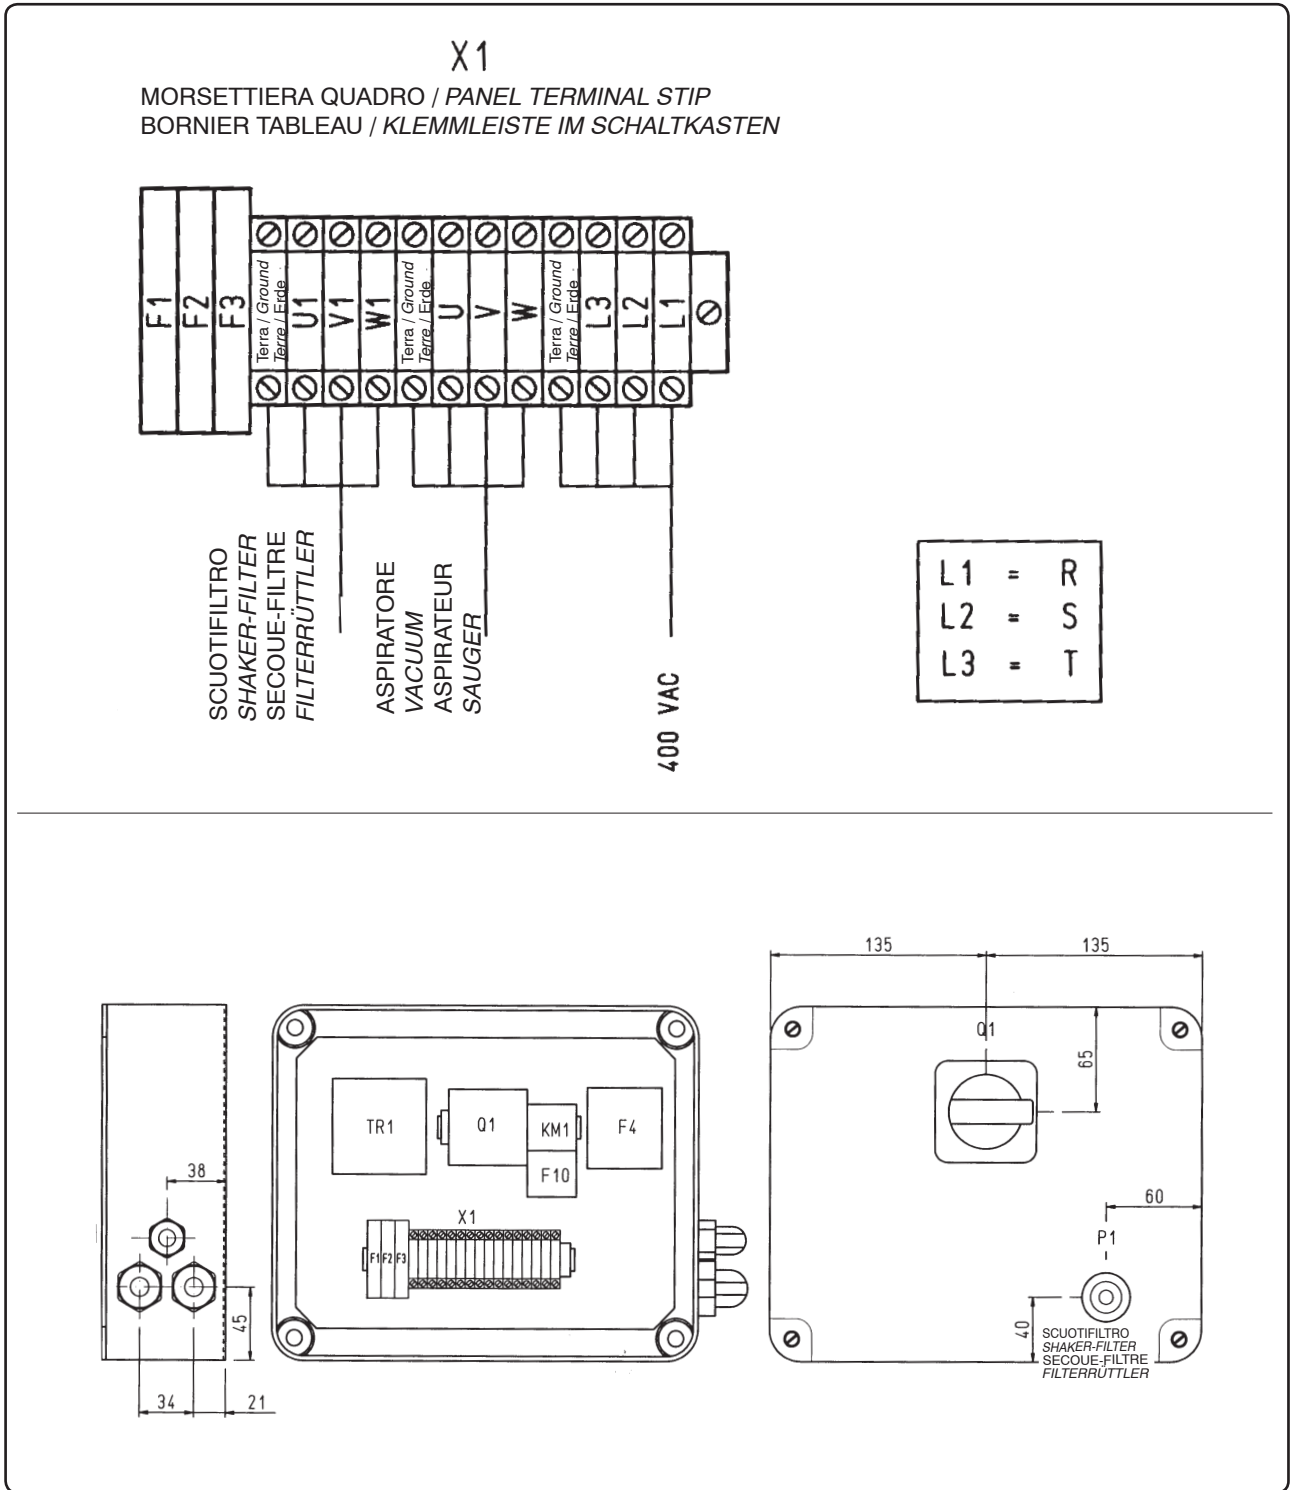 X1
MORSETTIERA QUADRO / PANEL TERMINAL STIP
BORNIER TABLEAU / KLEMMLEISTE IM SCHALTKASTEN
F1
F2
F3
Terra / Ground
Terre / Erde
U1
V1
W1
Terra / Ground
Terre / Erde
U
V
W
Terra / Ground
Terre / Erde
L3
L2
L1
SCUOTIFILTRO
SHAKER-FILTER
SECOUE-FILTRE
FILTERRÜTTLER
ASPIRATORE
VACUUM
ASPIRATEUR
SAUGER
400 VAC
L1 = R
L2 = S
L3 = T
38
45
34
21
TR1
Q1
KM1
F10
F4
X1
F1 F2 F3
135
135
Q1
65
60
P1
40
SCUOTIFILTRO
SHAKER-FILTER
SECOUE-FILTRE
FILTERRÜTTLER